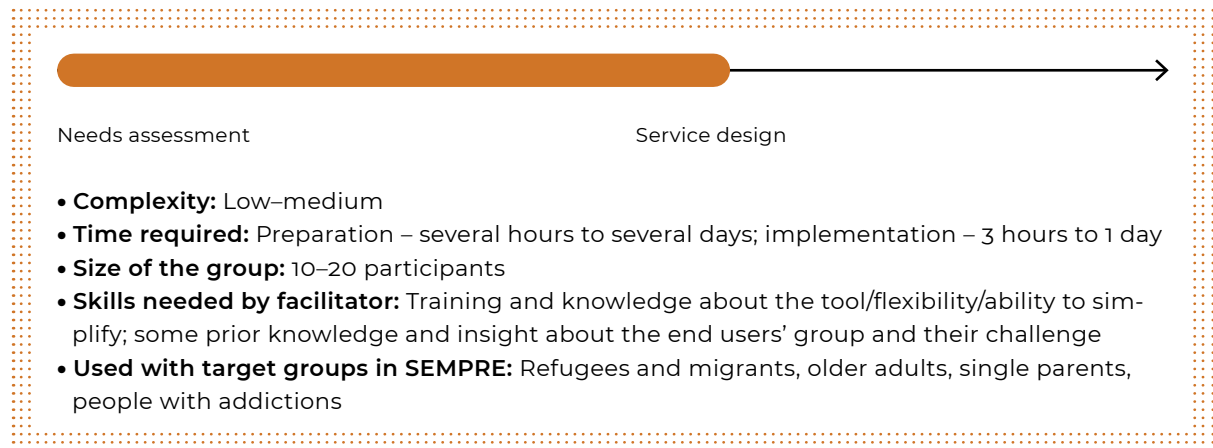 Needs assessment
Service design
• Complexity: Low–medium
• Time required: Preparation – several hours to several days; implementation – 3 hours to 1 day
• Size of the group: 10–20 participants
• Skills needed by facilitator: Training and knowledge about the tool/flexibility/ability to sim-
plify; some prior knowledge and insight about the end users’ group and their challenge
• Used with target groups in SEMPRE: Refugees and migrants, older adults, single parents,
people with addictions